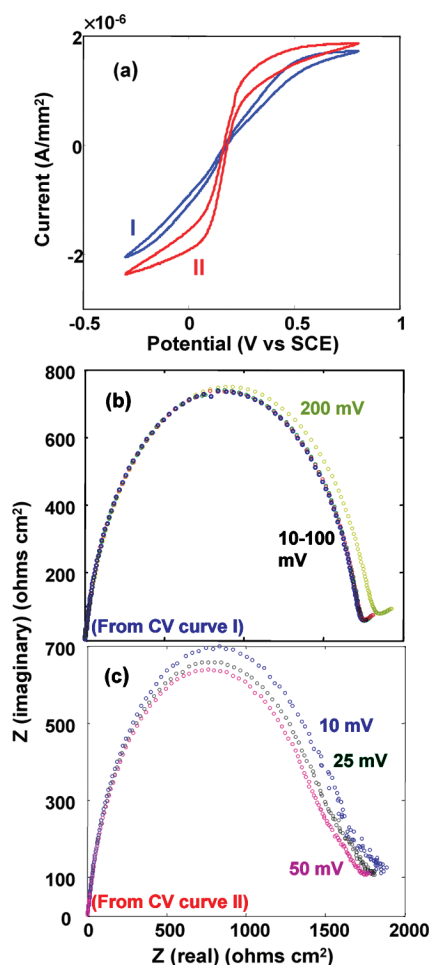 ×10⁻⁶
2
(a)
0
I
II
-2
Current (A/mm²)
-0.5
0
0.5
1
Potential (V vs SCE)
800
(b)
200 mV
600
400
10-100
mV
200
(From CV curve I)
Z (imaginary) (ohms cm²)
700
(c)
600
10 mV
25 mV
300
50 mV
100
(From CV curve II)
0
0
500
1000
1500
2000
Z (real) (ohms cm²)